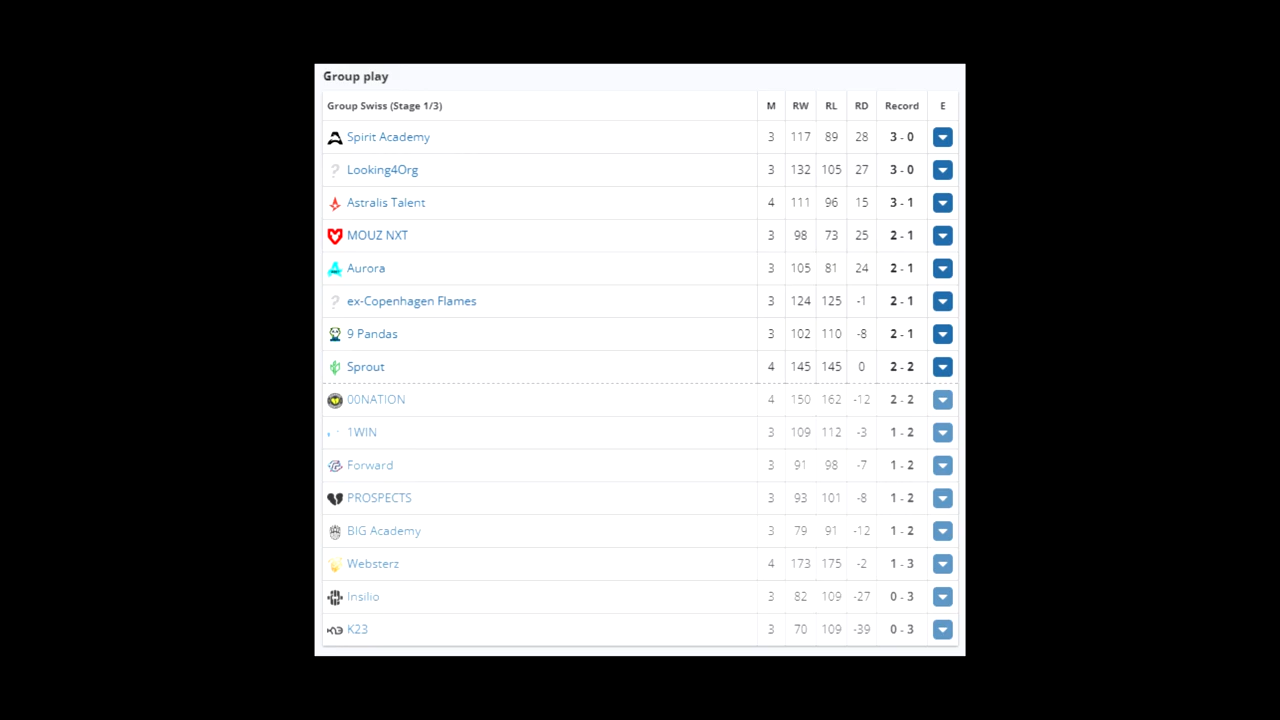 Group play
Group Swiss (Stage 1/3) M RW RL RD Record E
Spirit Academy 3 117 89 28 3 - 0
? Looking4Org 3 132 105 27 3 - 0
Astralis Talent 4 111 96 15 3 - 1
MOUZ NXT 3 98 73 25 2 - 1
Aurora 3 105 81 24 2 - 1
? ex-Copenhagen Flames 3 124 125 -1 2 - 1
9 Pandas 3 102 110 -8 2 - 1
Sprout 4 145 145 0 2 - 2
00NATION 4 150 162 -12 2 - 2
1WIN 3 109 112 -3 1 - 2
Forward 3 91 98 -7 1 - 2
PROSPECTS 3 93 101 -8 1 - 2
BIG Academy 3 79 91 -12 1 - 2
Websterz 4 173 175 -2 1 - 3
Insilio 3 82 109 -27 0 - 3
K23 K23 3 70 109 -39 0 - 3